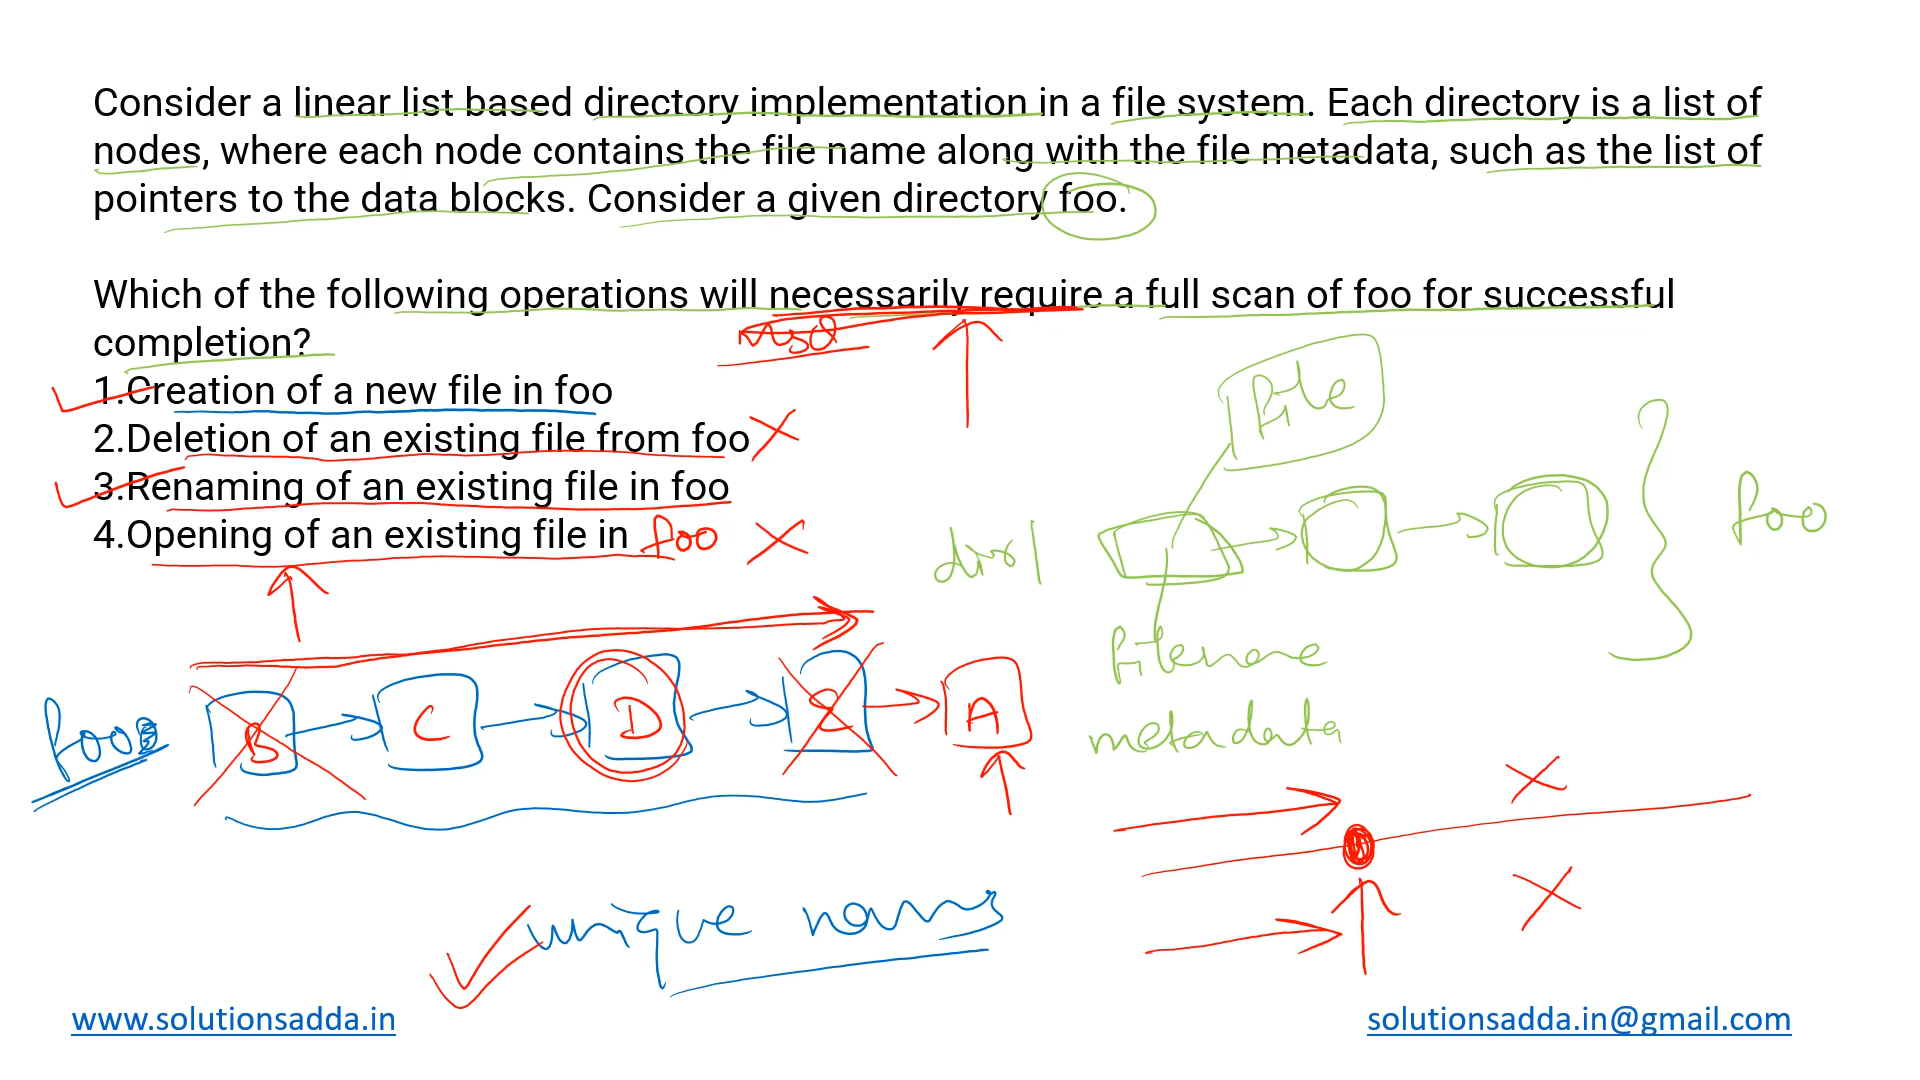 Consider a linear list based directory implementation in a file system. Each directory is a list of
nodes, where each node contains the file name along with the file metadata, such as the list of
pointers to the data blocks. Consider a given directory foo.
Which of the following operations will necessarily require a full scan of foo for successful
completion?
1.Creation of a new file in foo
2.Deletion of an existing file from foo
3.Renaming of an existing file in foo
4.Opening of an existing file in foo
file
foo
filename
metadata
foo
B
C
D
A
unique names
www.solutionsadda.in
solutionsadda.in@gmail.com